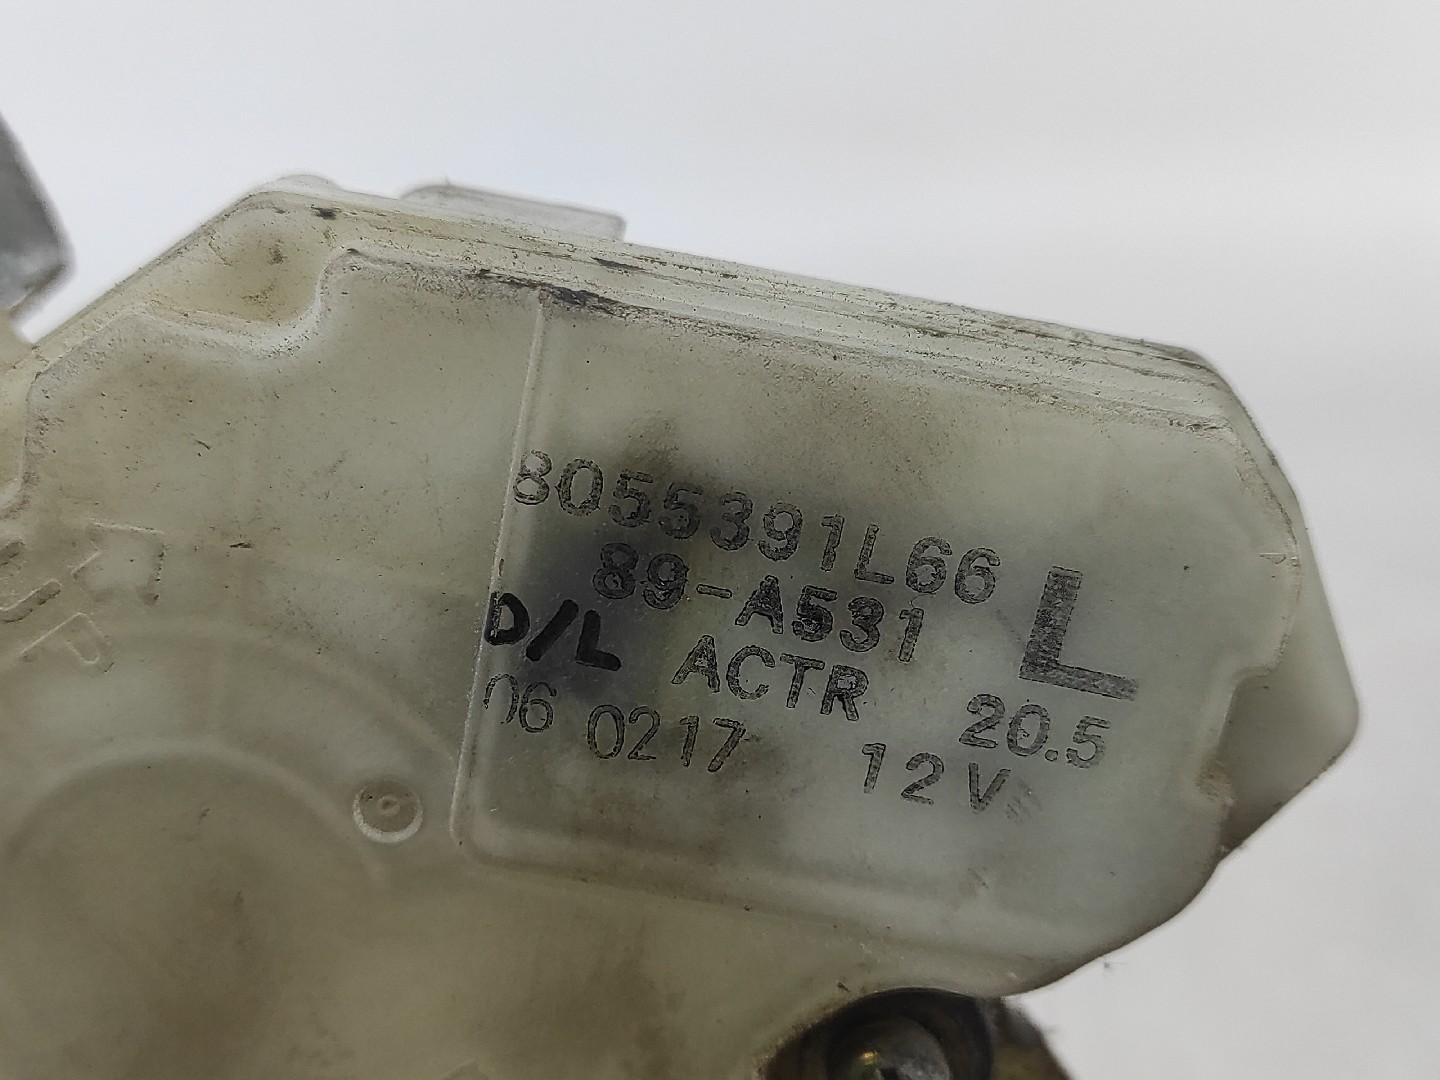 8055391L66
89-A531
L
D/L ACTR 20.5
06 0217 12V